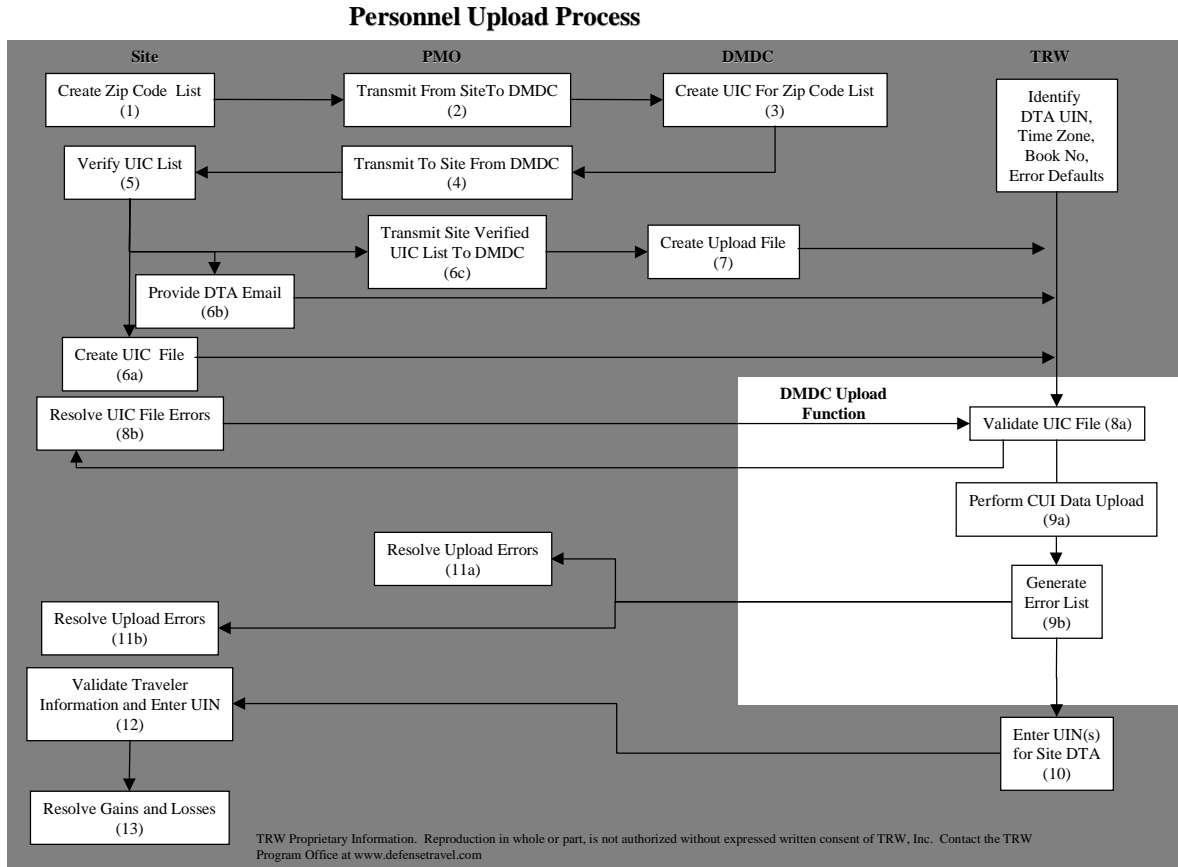 Personnel Upload Process
Site
PMO
DMDC
TRW
Create Zip Code List
(1)
Transmit From SiteTo DMDC
(2)
Create UIC For Zip Code List
(3)
Identify
DTA UIN,
Time Zone,
Book No,
Error Defaults
Verify UIC List
(5)
Transmit To Site From DMDC
(4)
Transmit Site Verified
UIC List To DMDC
(6c)
Create Upload File
(7)
Provide DTA Email
(6b)
Create UIC File
(6a)
Resolve UIC File Errors
(8b)
DMDC Upload
Function
Validate UIC File (8a)
Perform CUI Data Upload
(9a)
Resolve Upload Errors
(11a)
Generate
Error List
(9b)
Resolve Upload Errors
(11b)
Validate Traveler
Information and Enter UIN
(12)
Enter UIN(s)
for Site DTA
(10)
Resolve Gains and Losses
(13)
TRW Proprietary Information. Reproduction in whole or part, is not authorized without expressed written consent of TRW, Inc. Contact the TRW
Program Office at www.defensetravel.com